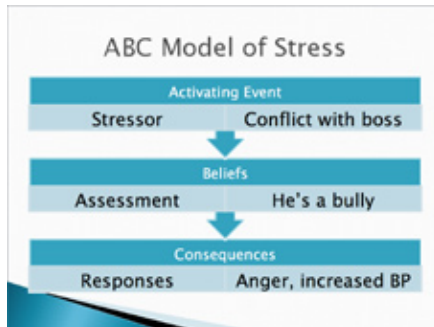 ABC Model of Stress
Activating Event
Stressor Conflict with boss
Beliefs
Assessment He's a bully
Consequences
Responses Anger, increased BP